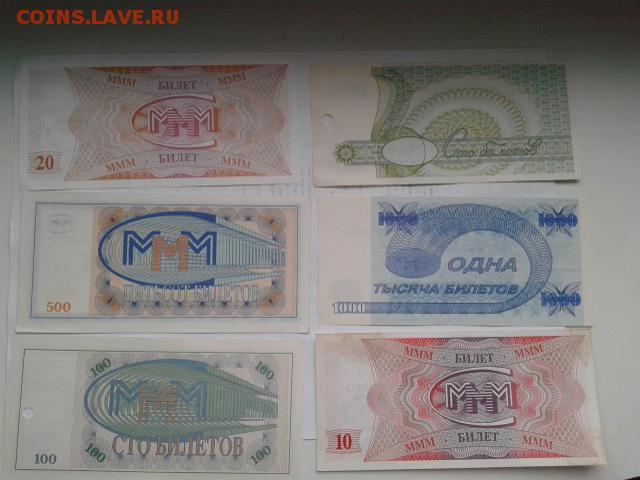 COINS.LAVE.RU
МММ · БИЛЕТ · МММ
МММ
20
МММ · БИЛЕТ · МММ
Сто билетов
МММ
500
ПЯТЬСОТ БИЛЕТОВ
1000 1000
ОДНА
ТЫСЯЧА БИЛЕТОВ
1000 1000
100 100
МММ
СТО БИЛЕТОВ
100 100 100
МММ · БИЛЕТ · МММ
МММ
10
МММ · БИЛЕТ · МММ